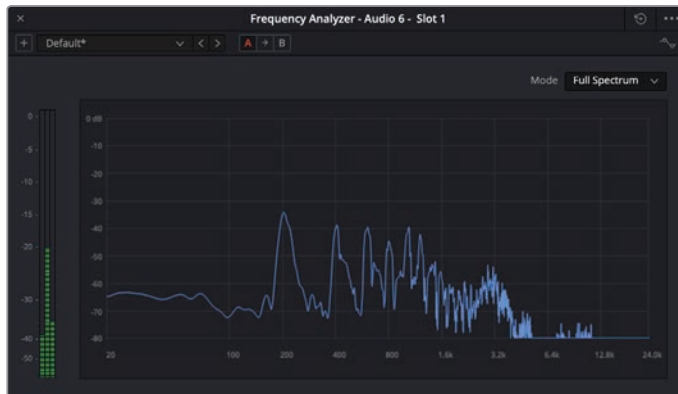 Frequency Analyzer - Audio 6 - Slot 1
Default*
A
B
Mode
Full Spectrum
0
-5
-10
-15
-20
-30
-40
-50
0 dB
-10
-20
-30
-40
-50
-60
-70
-80
20 100 200 400 800 1.6k 3.2k 6.4k 12.8k 24.0k